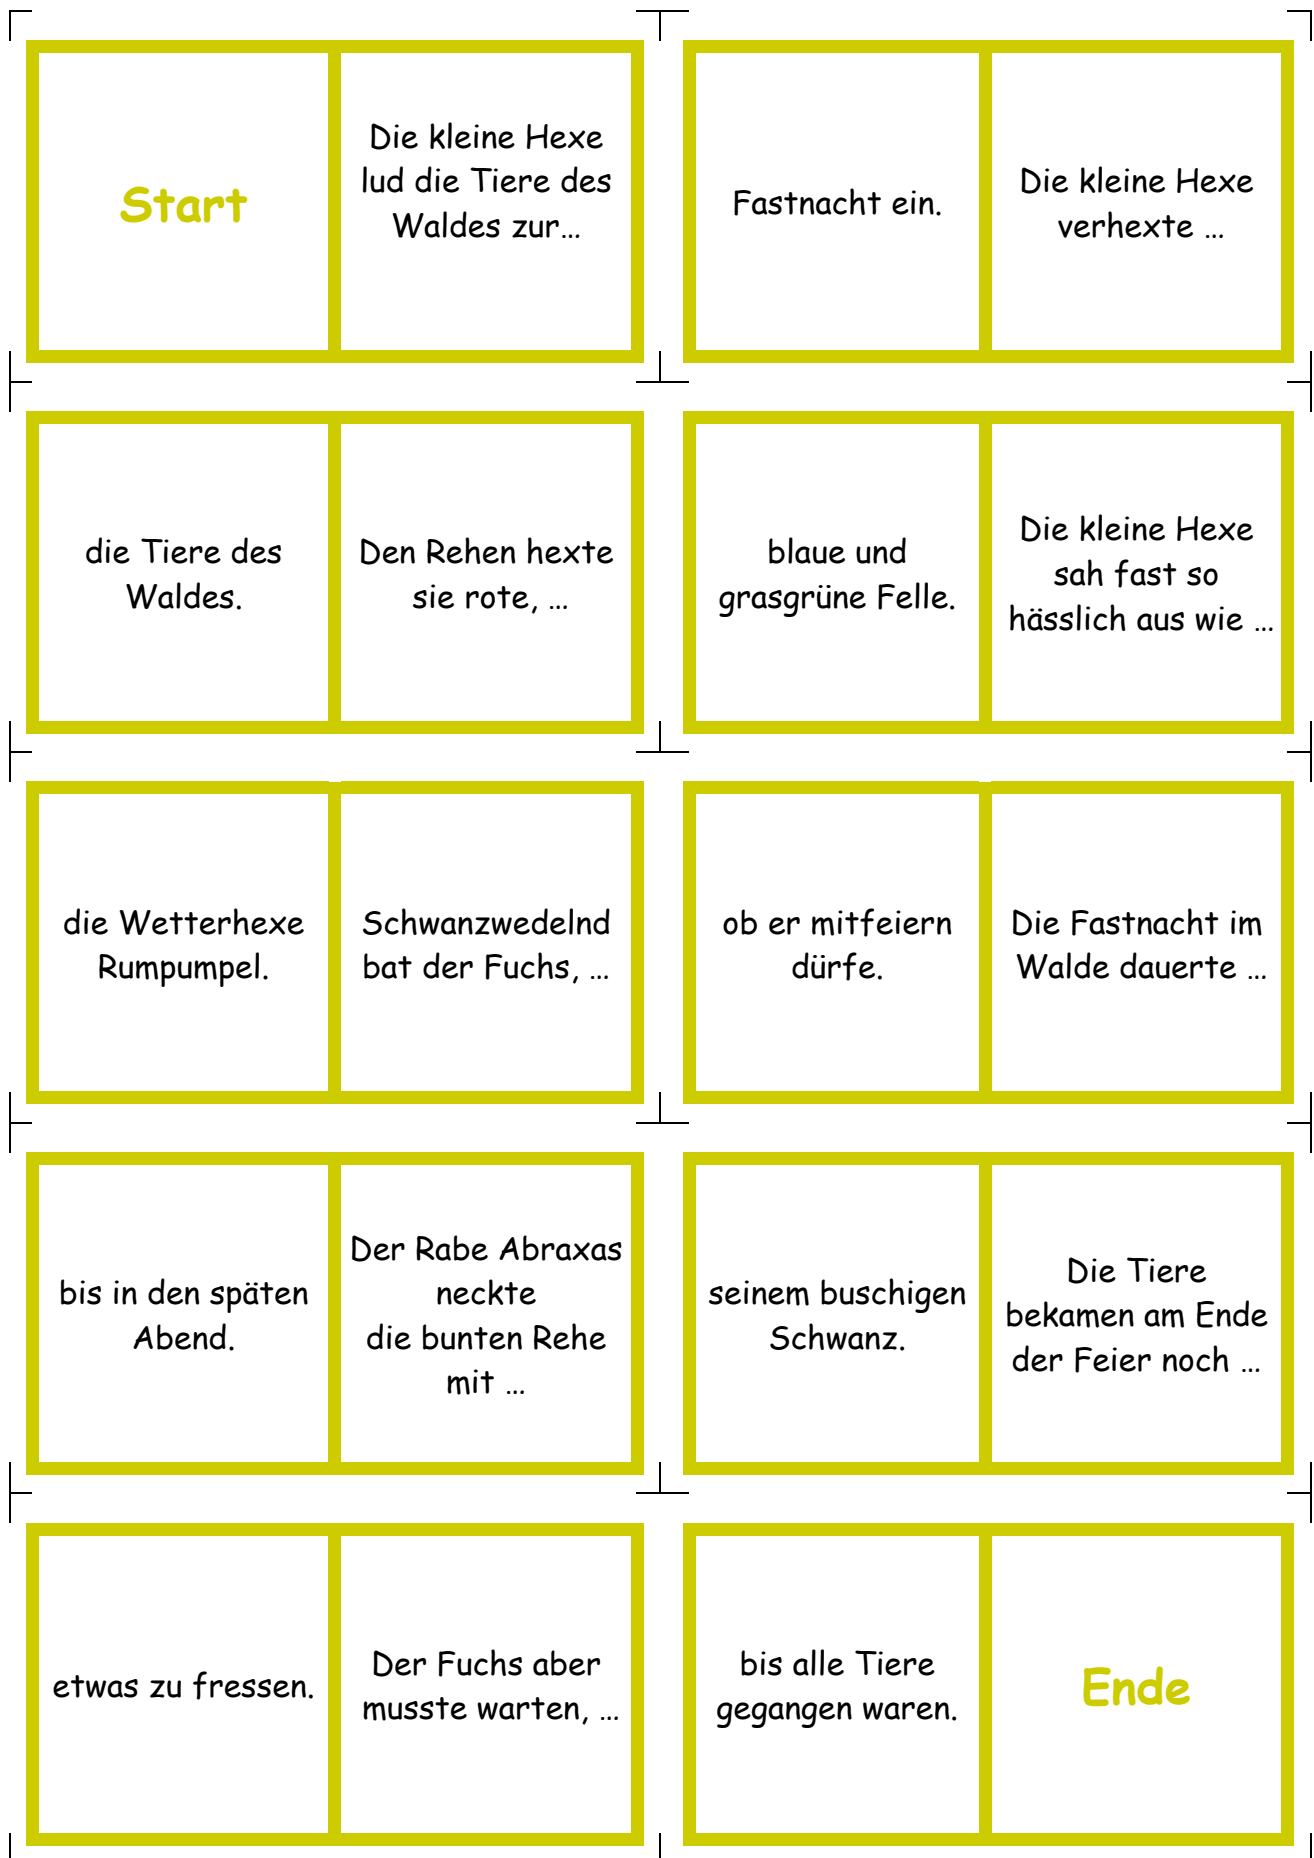 Start
Die kleine Hexe
lud die Tiere des
Waldes zur…
Fastnacht ein.
Die kleine Hexe
verhexte …
die Tiere des
Waldes.
Den Rehen hexte
sie rote, …
blaue und
grasgrüne Felle.
Die kleine Hexe
sah fast so
hässlich aus wie …
die Wetterhexe
Rumpumpel.
Schwanzwedelnd
bat der Fuchs, …
ob er mitfeiern
dürfe.
Die Fastnacht im
Walde dauerte …
bis in den späten
Abend.
Der Rabe Abraxas
neckte
die bunten Rehe
mit …
seinem buschigen
Schwanz.
Die Tiere
bekamen am Ende
der Feier noch …
etwas zu fressen.
Der Fuchs aber
musste warten, …
bis alle Tiere
gegangen waren.
Ende